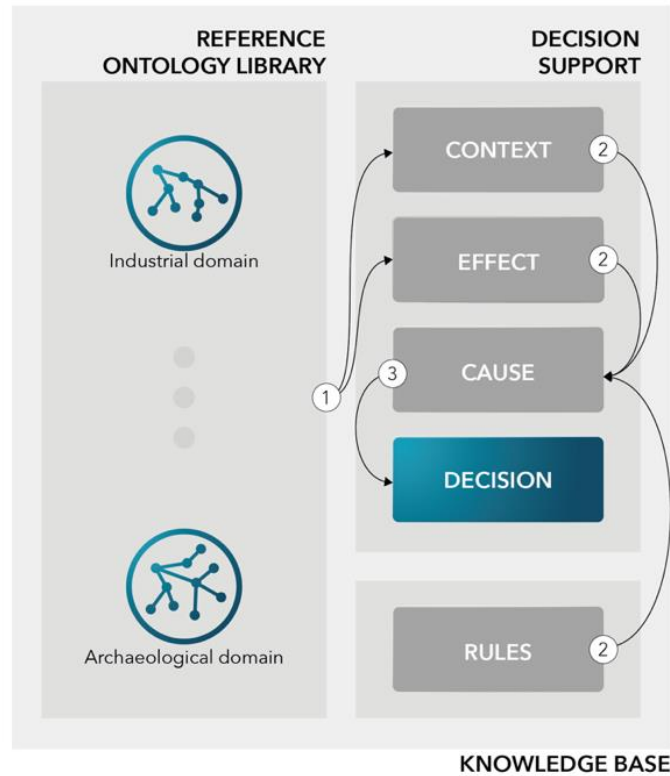 REFERENCE
ONTOLOGY LIBRARY
Industrial domain
Archaeological domain
1
DECISION
SUPPORT
CONTEXT
2
EFFECT
2
3
CAUSE
DECISION
RULES
2
KNOWLEDGE BASE